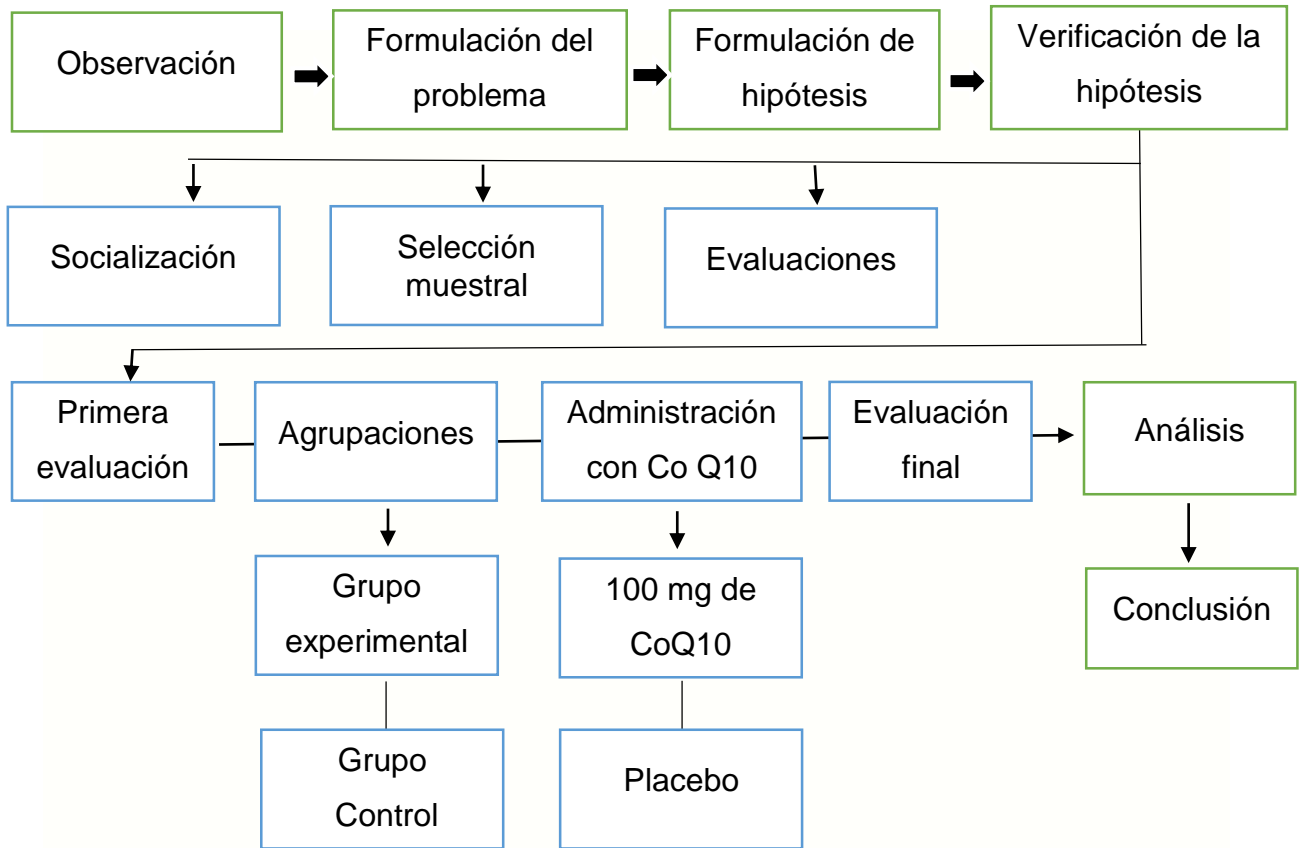 Observación
Formulación del
problema
Formulación de
hipótesis
Verificación de la
hipótesis
Socialización
Selección
muestral
Evaluaciones
Primera
evaluación
Agrupaciones
Administración
con Co Q10
Evaluación
final
Análisis
Grupo
experimental
100 mg de
CoQ10
Conclusión
Grupo
Control
Placebo